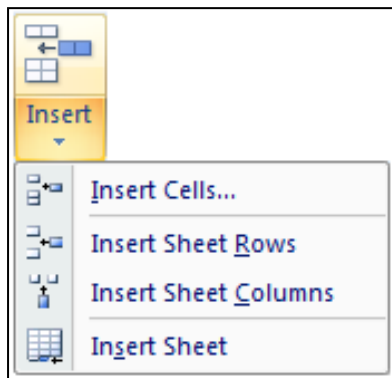 Insert
Insert Cells...
Insert Sheet Rows
Insert Sheet Columns
Insert Sheet